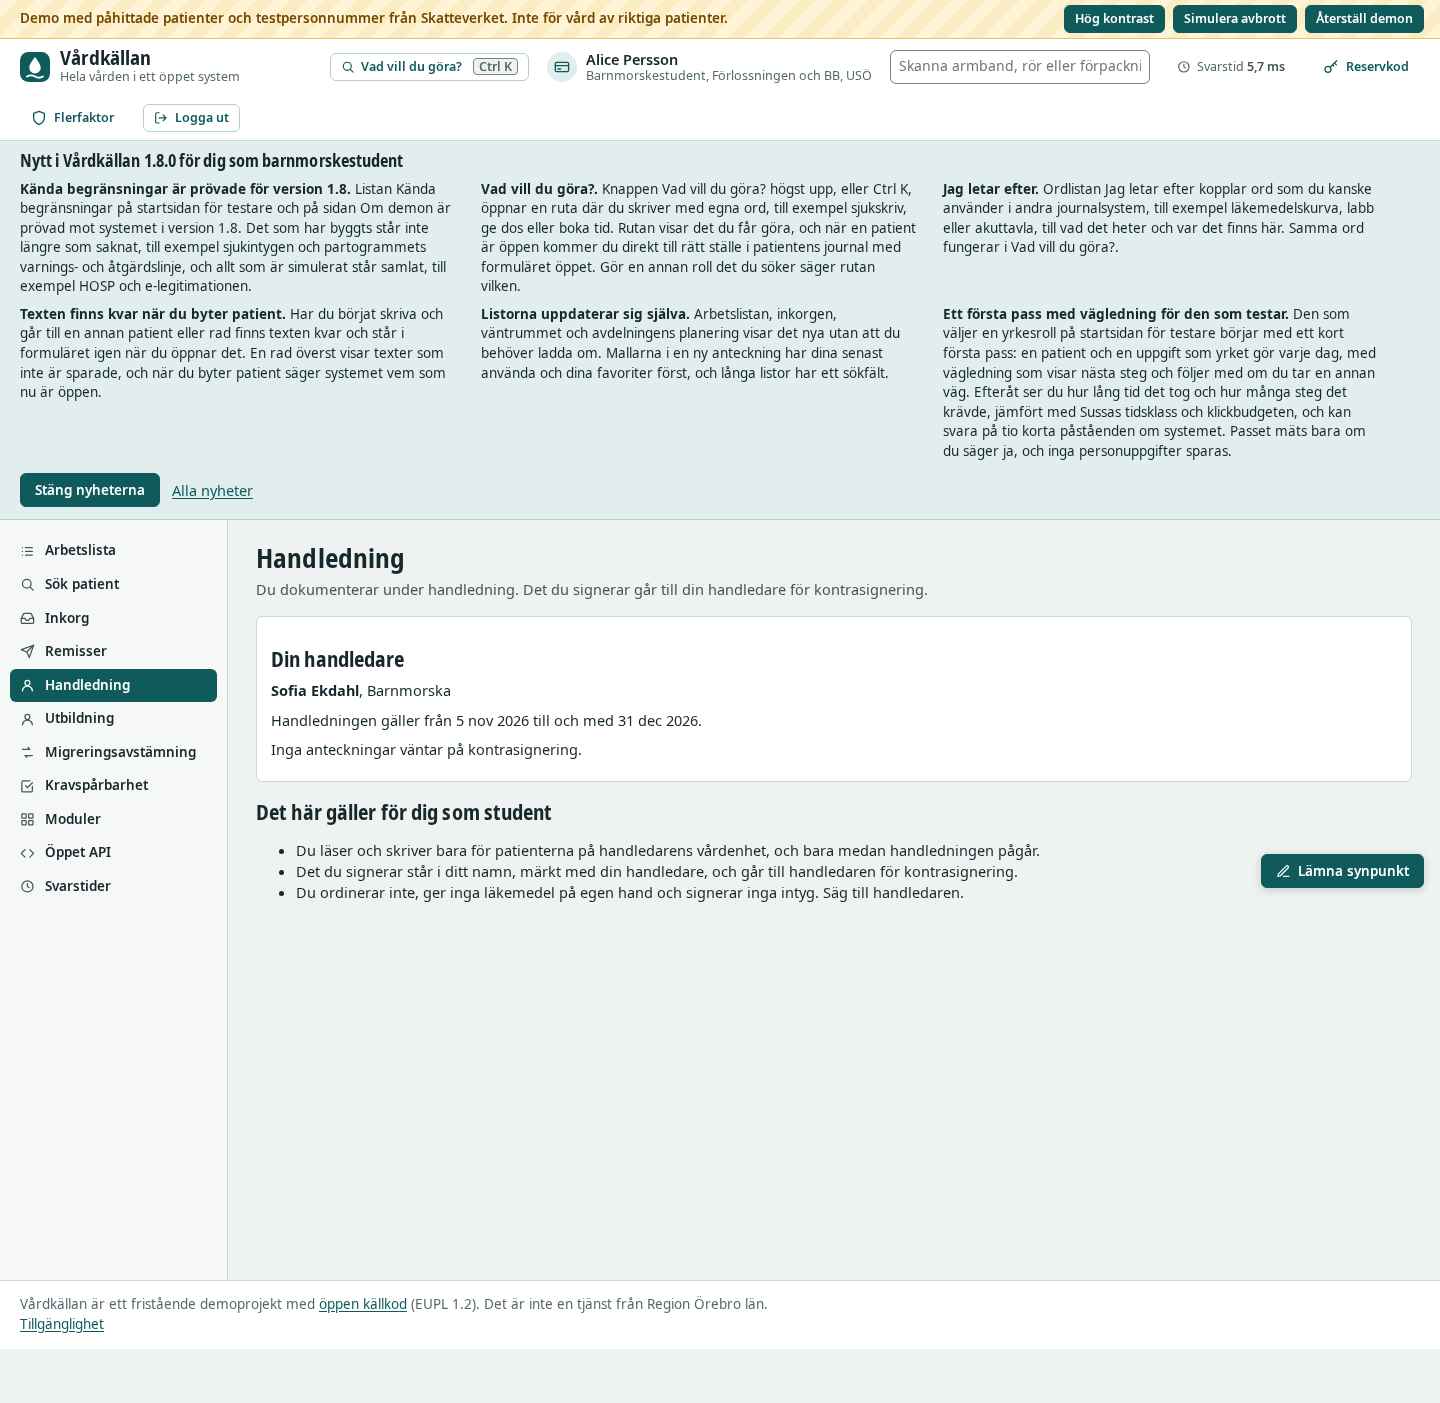 Demo med påhittade patienter och testpersonnummer från Skatteverket. Inte för vård av riktiga patienter.
Hög kontrast
Simulera avbrott
Återställ demon
Vårdkällan
Hela vården i ett öppet system
Vad vill du göra? Ctrl K
Alice Persson
Barnmorskestudent, Förlossningen och BB, USÖ
Skanna armband, rör eller förpackni
Svarstid 5,7 ms
Reservkod
Flerfaktor
Logga ut
Nytt i Vårdkällan 1.8.0 för dig som barnmorskestudent
Kända begränsningar är prövade för version 1.8. Listan Kända
begränsningar på startsidan för testare och på sidan Om demon är
prövad mot systemet i version 1.8. Det som har byggts står inte
längre som saknat, till exempel sjukintygen och partogrammets
varnings- och åtgärdslinje, och allt som är simulerat står samlat, till
exempel HOSP och e-legitimationen.
Vad vill du göra?. Knappen Vad vill du göra? högst upp, eller Ctrl K,
öppnar en ruta där du skriver med egna ord, till exempel sjukskriv,
ge dos eller boka tid. Rutan visar det du får göra, och när en patient
är öppen kommer du direkt till rätt ställe i patientens journal med
formuläret öppet. Gör en annan roll det du söker säger rutan
vilken.
Jag letar efter. Ordlistan Jag letar efter kopplar ord som du kanske
använder i andra journalsystem, till exempel läkemedelskurva, labb
eller akuttavla, till vad det heter och var det finns här. Samma ord
fungerar i Vad vill du göra?.
Texten finns kvar när du byter patient. Har du börjat skriva och
går till en annan patient eller rad finns texten kvar och står i
formuläret igen när du öppnar det. En rad överst visar texter som
inte är sparade, och när du byter patient säger systemet vem som
nu är öppen.
Listorna uppdaterar sig själva. Arbetslistan, inkorgen,
väntrummet och avdelningens planering visar det nya utan att du
behöver ladda om. Mallarna i en ny anteckning har dina senast
använda och dina favoriter först, och långa listor har ett sökfält.
Ett första pass med vägledning för den som testar. Den som
väljer en yrkesroll på startsidan för testare börjar med ett kort
första pass: en patient och en uppgift som yrket gör varje dag, med
vägledning som visar nästa steg och följer med om du tar en annan
väg. Efteråt ser du hur lång tid det tog och hur många steg det
krävde, jämfört med Sussas tidsklass och klickbudgeten, och kan
svara på tio korta påståenden om systemet. Passet mäts bara om
du säger ja, och inga personuppgifter sparas.
Stäng nyheterna
Alla nyheter
Arbetslista
Sök patient
Inkorg
Remisser
Handledning
Utbildning
Migreringsavstämning
Kravspårbarhet
Moduler
Öppet API
Svarstider
Handledning
Du dokumenterar under handledning. Det du signerar går till din handledare för kontrasignering.
Din handledare
Sofia Ekdahl, Barnmorska
Handledningen gäller från 5 nov 2026 till och med 31 dec 2026.
Inga anteckningar väntar på kontrasignering.
Det här gäller för dig som student
Du läser och skriver bara för patienterna på handledarens vårdenhet, och bara medan handledningen pågår.
Det du signerar står i ditt namn, märkt med din handledare, och går till handledaren för kontrasignering.
Du ordinerar inte, ger inga läkemedel på egen hand och signerar inga intyg. Säg till handledaren.
Lämna synpunkt
Vårdkällan är ett fristående demoprojekt med öppen källkod (EUPL 1.2). Det är inte en tjänst från Region Örebro län.
Tillgänglighet